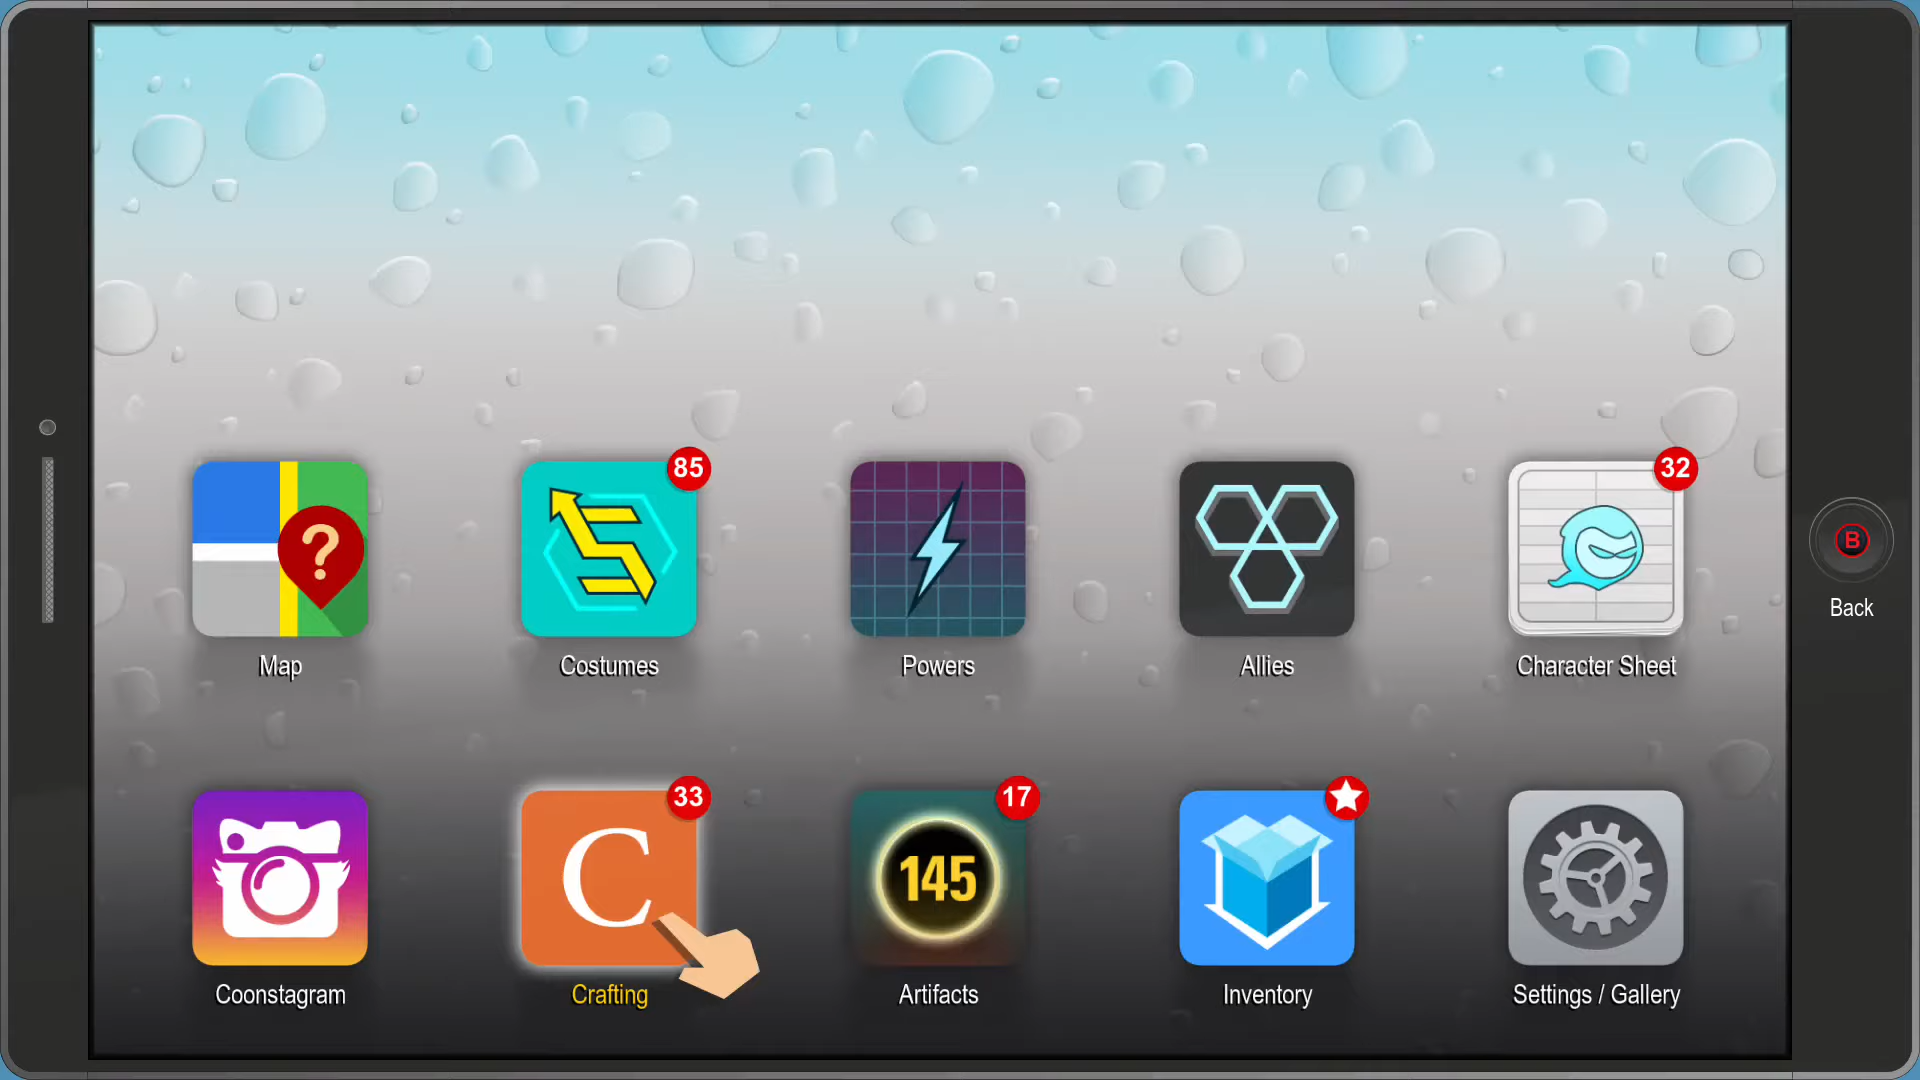 85
32
?
B
Back
Map
Costumes
Powers
Allies
Character Sheet
33
17
C
145
Coonstagram
Crafting
Artifacts
Inventory
Settings / Gallery